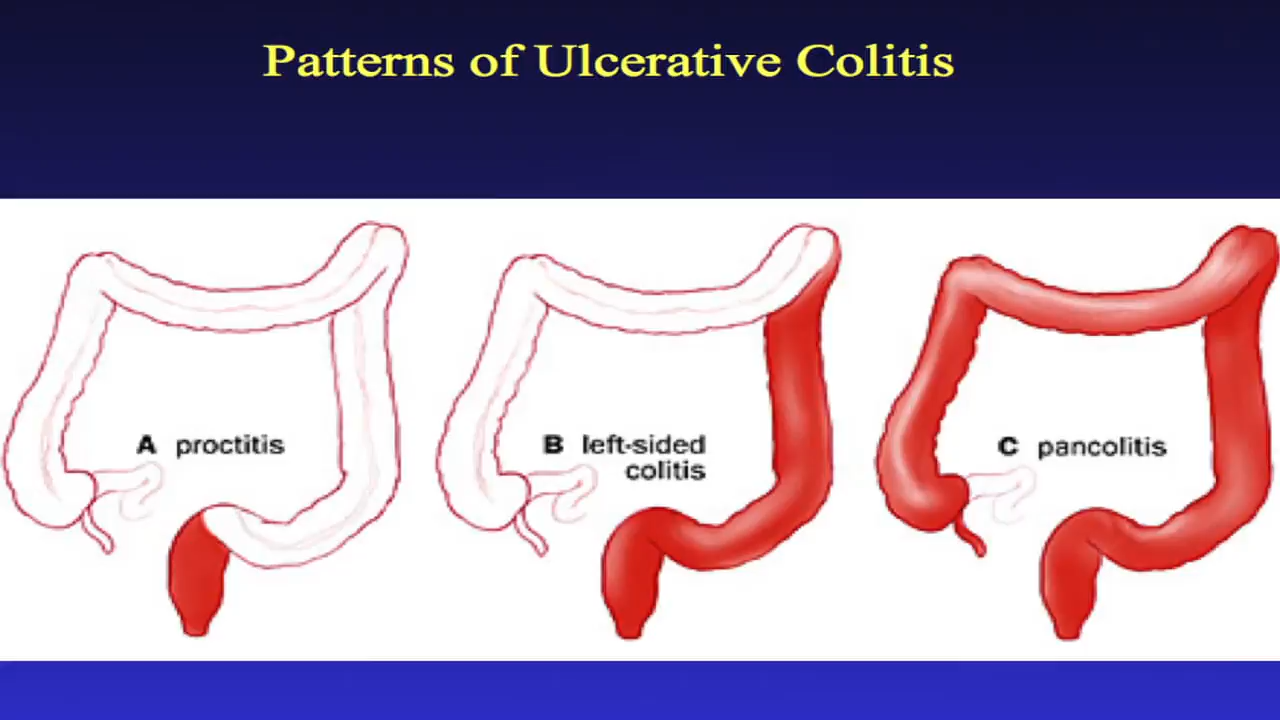 Patterns of Ulcerative Colitis
A proctitis
B left-sided
colitis
C pancolitis